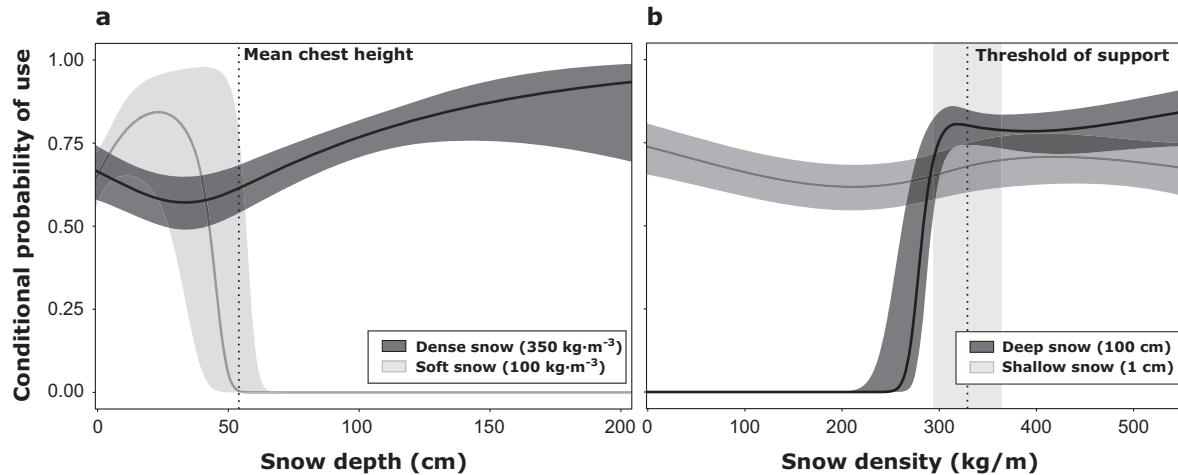 a
b
Mean chest height
Threshold of support
Conditional probability of use
1.00
0.75
0.50
0.25
0.00
Dense snow (350 kg·m⁻³)
Soft snow (100 kg·m⁻³)
Deep snow (100 cm)
Shallow snow (1 cm)
0
50
100
150
200
0
100
200
300
400
500
Snow depth (cm)
Snow density (kg/m)